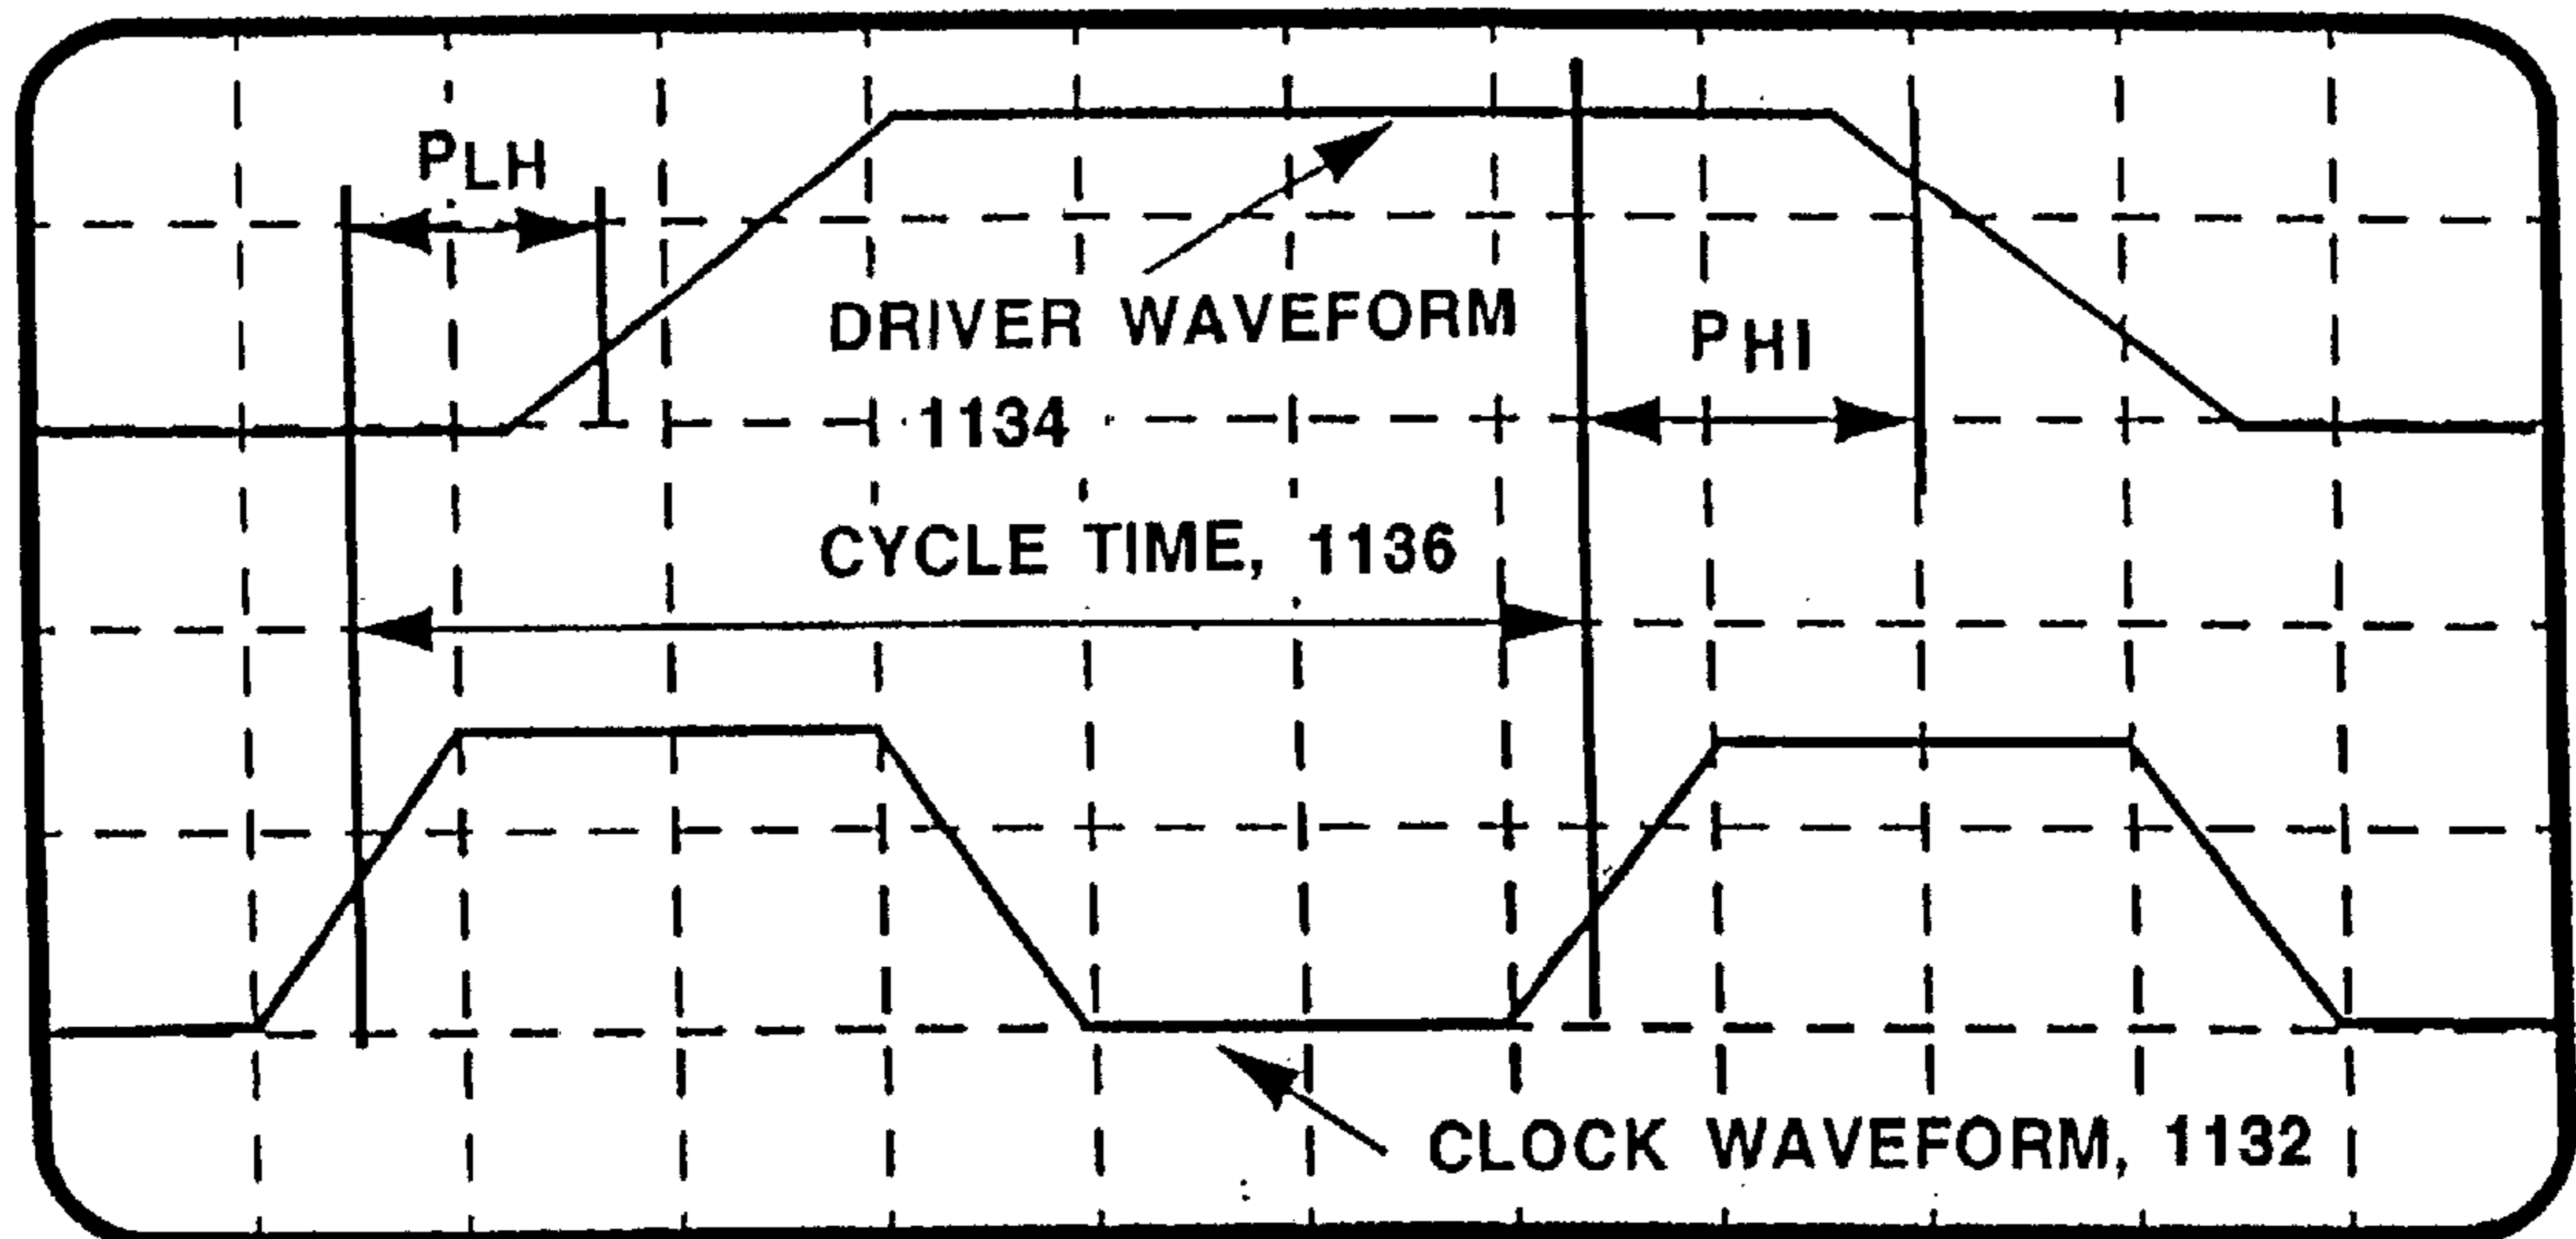 PLH
DRIVER WAVEFORM
1134
PHI
CYCLE TIME, 1136
CLOCK WAVEFORM, 1132